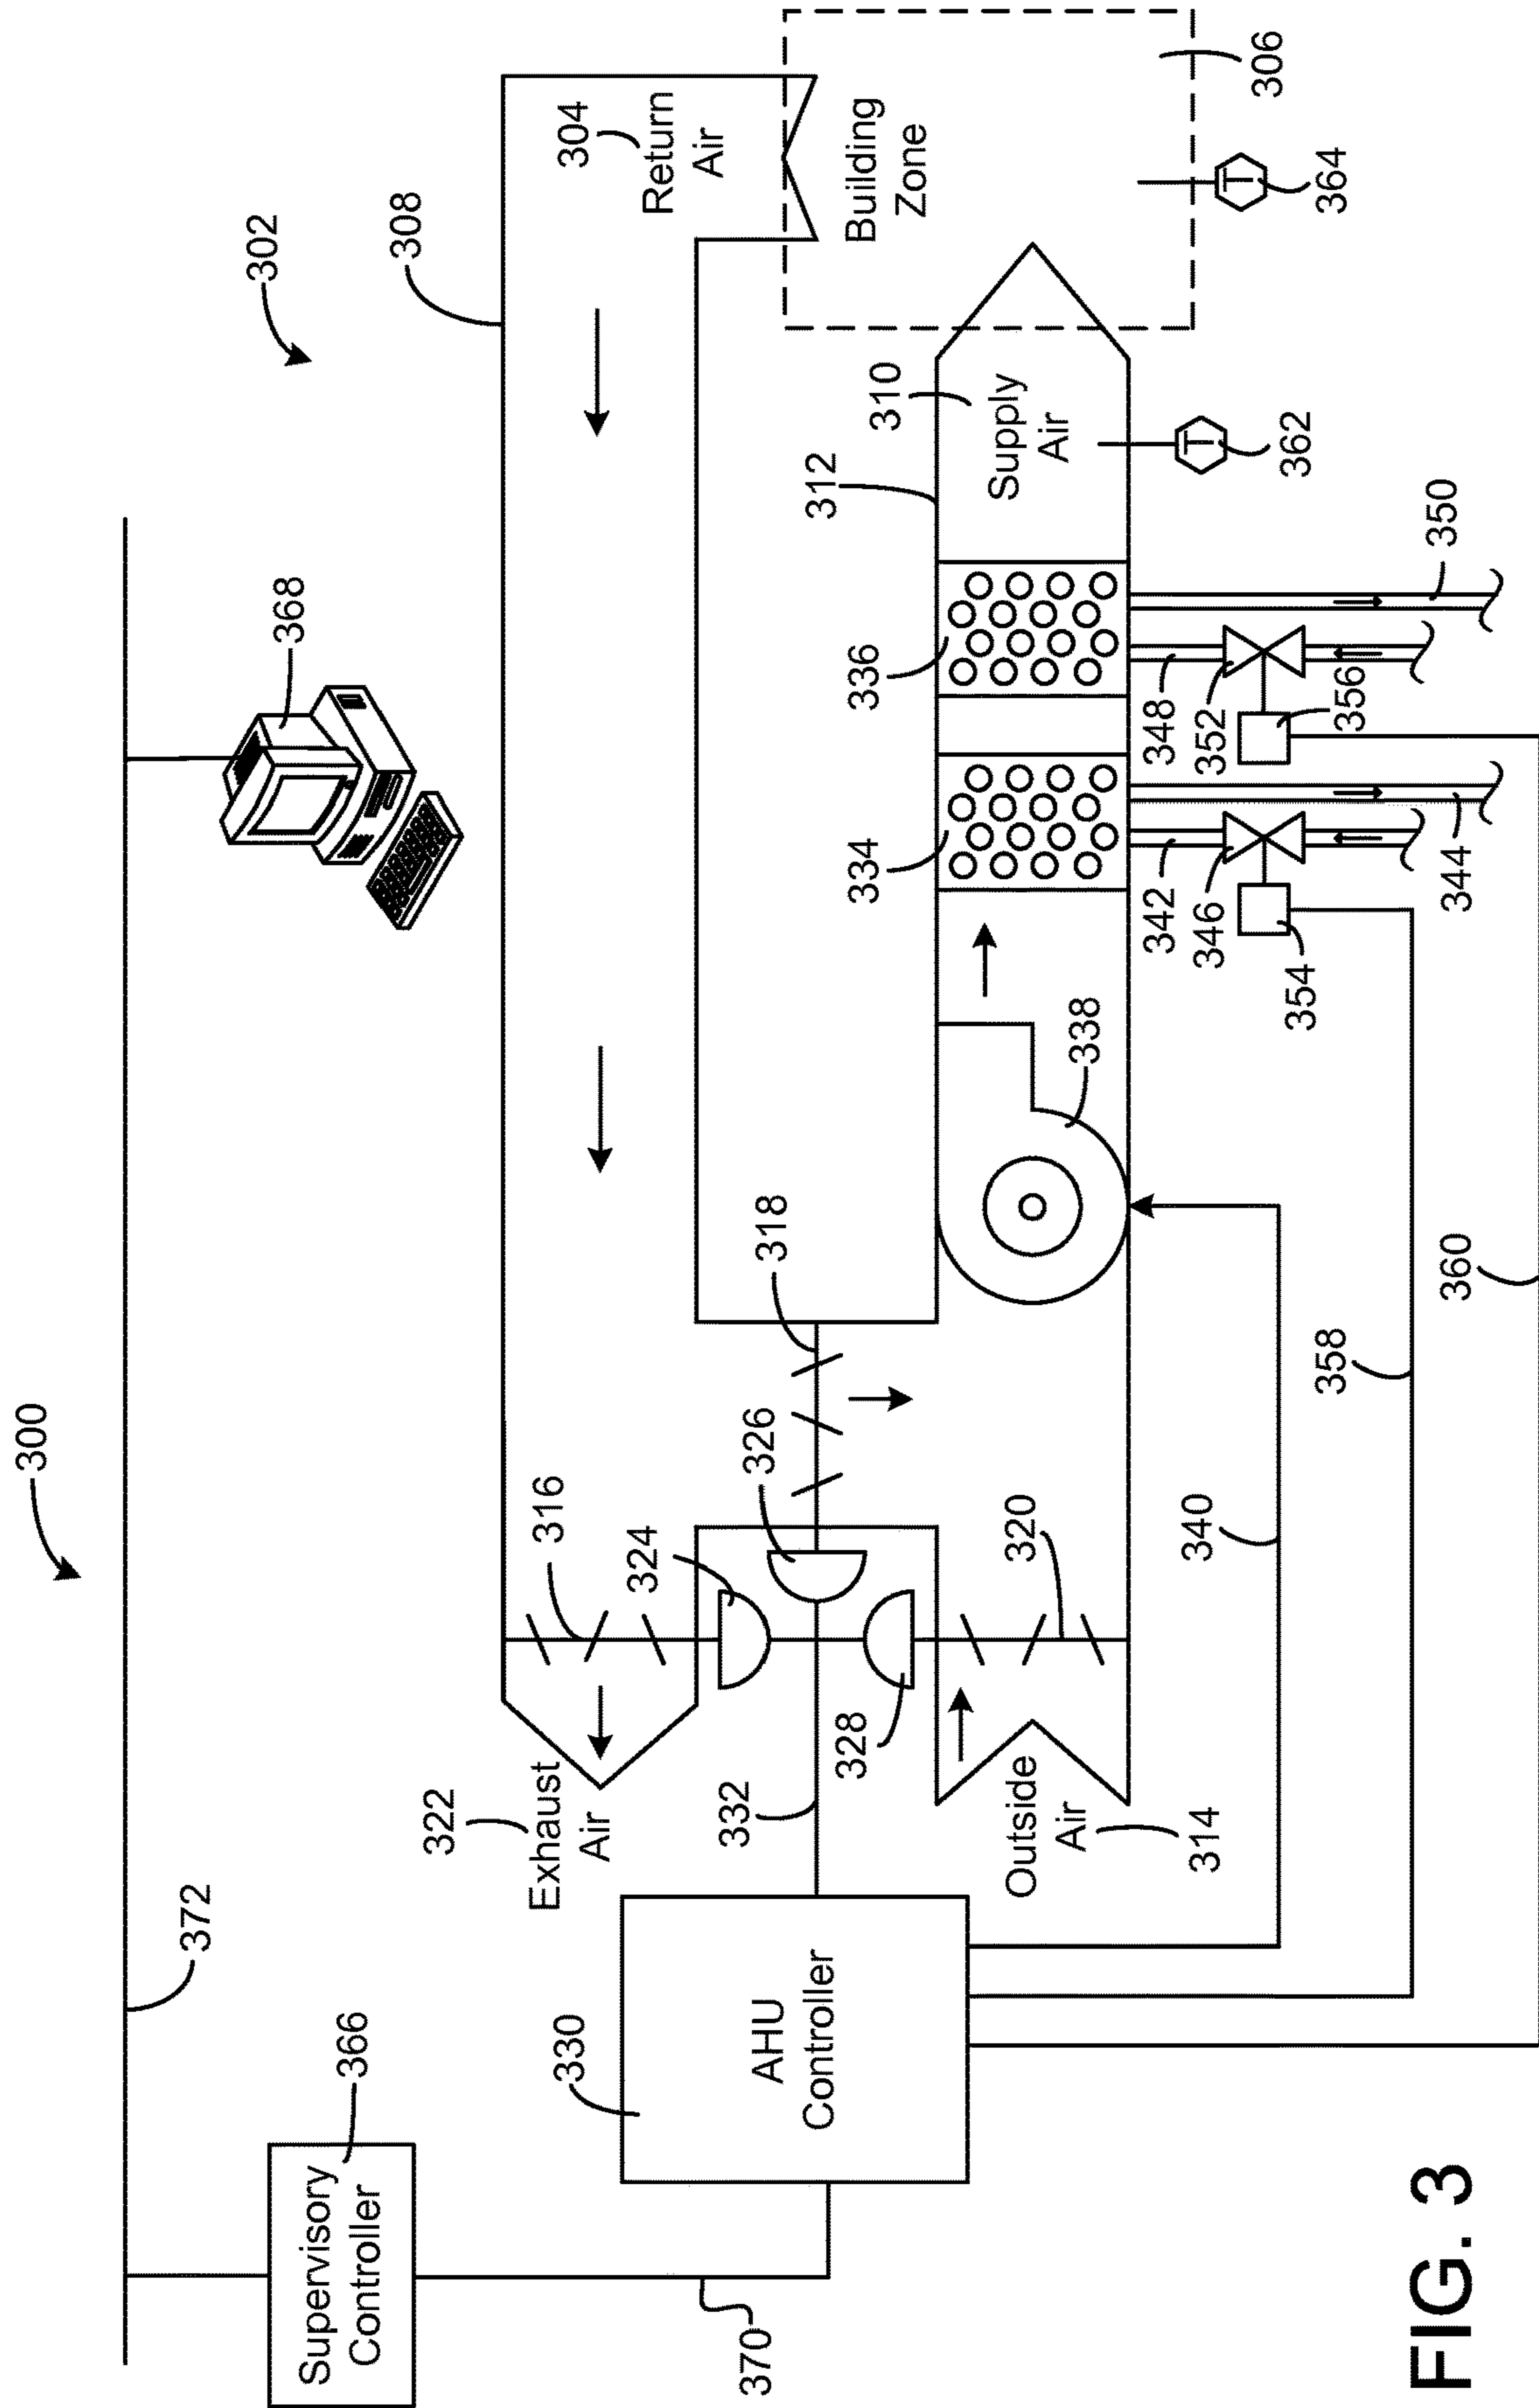 300
372
Supervisory
Controller
366
370
368
302
308
304
Return
Air
Building
Zone
306
364
T
322
Exhaust
Air
316
324
326
318
328
332
330
AHU
Controller
Outside
Air
314
320
338
340
334
336
312
310
Supply
Air
T
362
342
346
354
344
348
352
356
350
358
360
FIG. 3